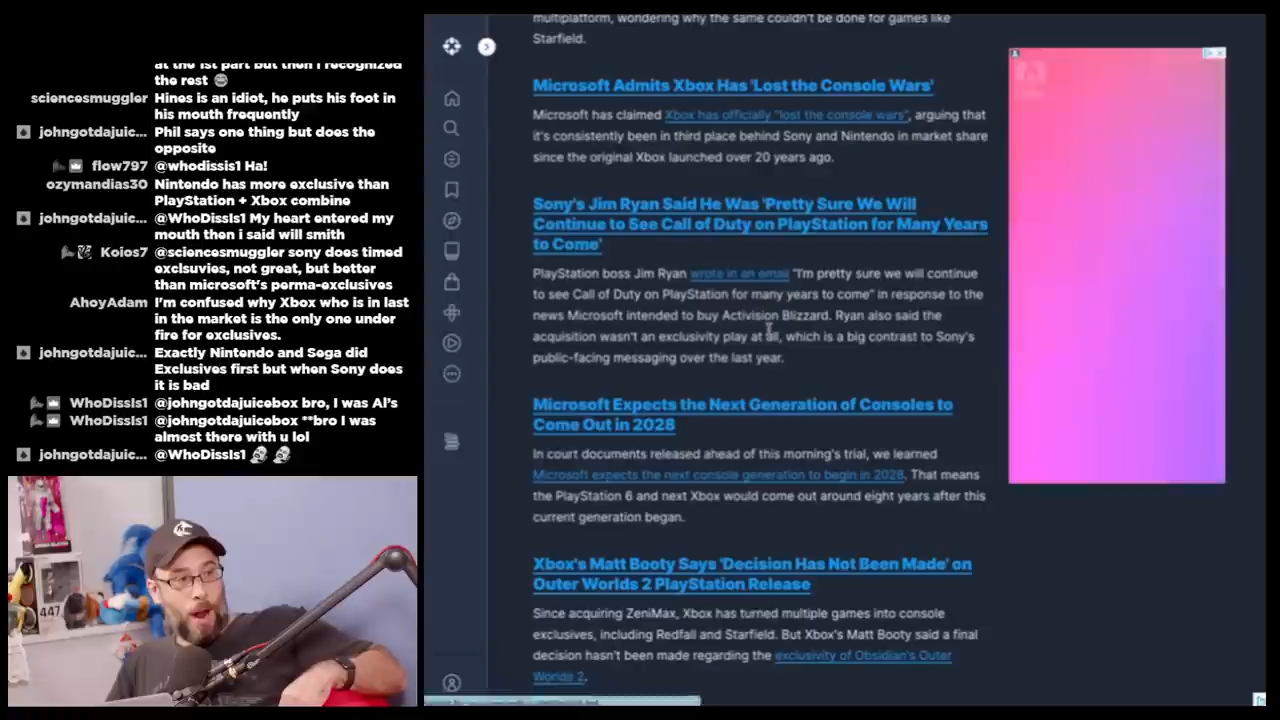 at the 1st part but then i recognized
the rest 😂
sciencesmuggler Hines is an idiot, he puts his foot in
his mouth frequently
johngotdajuic... Phil says one thing but does the
opposite
flow797 @whodissis1 Ha!
ozymandias30 Nintendo has more exclusive than
PlayStation + Xbox combine
johngotdajuic... @WhoDissIs1 My heart entered my
mouth then i said will smith
Koios7 @sciencesmuggler sony does timed
exclsuvies, not great, but better
than microsoft's perma-exclusives
AhoyAdam I'm confused why Xbox who is in last
in the market is the only one under
fire for exclusives.
johngotdajuic... Exactly Nintendo and Sega did
Exclusives first but when Sony does
it is bad
WhoDissIs1 @johngotdajuicebox bro, I was Al's
WhoDissIs1 @johngotdajuicebox **bro I was
almost there with u lol
johngotdajuic... @WhoDissIs1
447
multiplatform, wondering why the same couldn't be done for games like
Starfield.
Microsoft Admits Xbox Has 'Lost the Console Wars'
Microsoft has claimed Xbox has officially "lost the console wars", arguing that
it's consistently been in third place behind Sony and Nintendo in market share
since the original Xbox launched over 20 years ago.
Sony's Jim Ryan Said He Was 'Pretty Sure We Will
Continue to See Call of Duty on PlayStation for Many Years
to Come'
PlayStation boss Jim Ryan wrote in an email "I'm pretty sure we will continue
to see Call of Duty on PlayStation for many years to come" in response to the
news Microsoft intended to buy Activision Blizzard. Ryan also said the
acquisition wasn't an exclusivity play at all, which is a big contrast to Sony's
public-facing messaging over the last year.
Microsoft Expects the Next Generation of Consoles to
Come Out in 2028
In court documents released ahead of this morning's trial, we learned
Microsoft expects the next console generation to begin in 2028. That means
the PlayStation 6 and next Xbox would come out around eight years after this
current generation began.
Xbox's Matt Booty Says 'Decision Has Not Been Made' on
Outer Worlds 2 PlayStation Release
Since acquiring ZeniMax, Xbox has turned multiple games into console
exclusives, including Redfall and Starfield. But Xbox's Matt Booty said a final
decision hasn't been made regarding the exclusivity of Obsidian's Outer
Worlds 2.